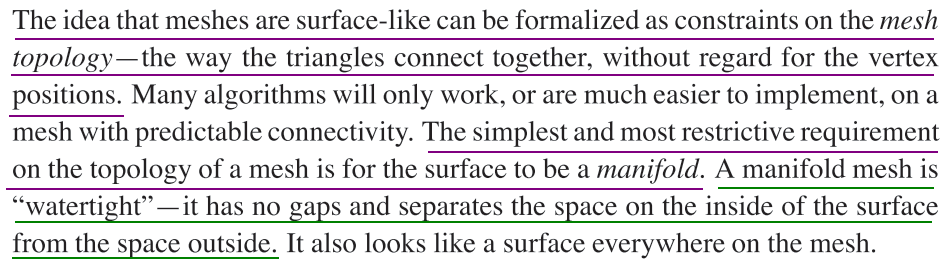 The idea that meshes are surface-like can be formalized as constraints on the mesh
topology—the way the triangles connect together, without regard for the vertex
positions. Many algorithms will only work, or are much easier to implement, on a
mesh with predictable connectivity. The simplest and most restrictive requirement
on the topology of a mesh is for the surface to be a manifold. A manifold mesh is
“watertight”—it has no gaps and separates the space on the inside of the surface
from the space outside. It also looks like a surface everywhere on the mesh.